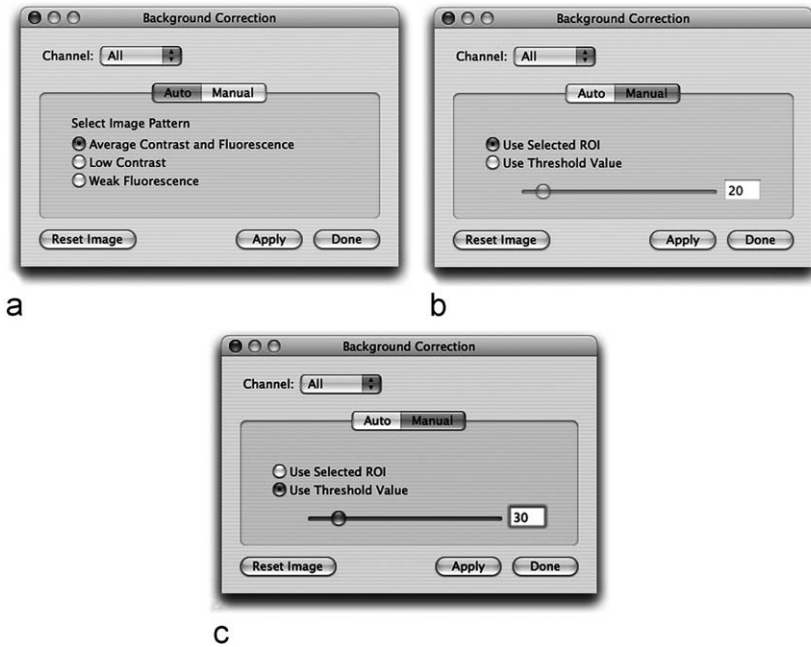 Background Correction
Channel: All
Auto Manual
Select Image Pattern
Average Contrast and Fluorescence
Low Contrast
Weak Fluorescence
Reset Image Apply Done
a
Background Correction
Channel: All
Auto Manual
Use Selected ROI
Use Threshold Value
20
Reset Image Apply Done
b
Background Correction
Channel: All
Auto Manual
Use Selected ROI
Use Threshold Value
30
Reset Image Apply Done
c